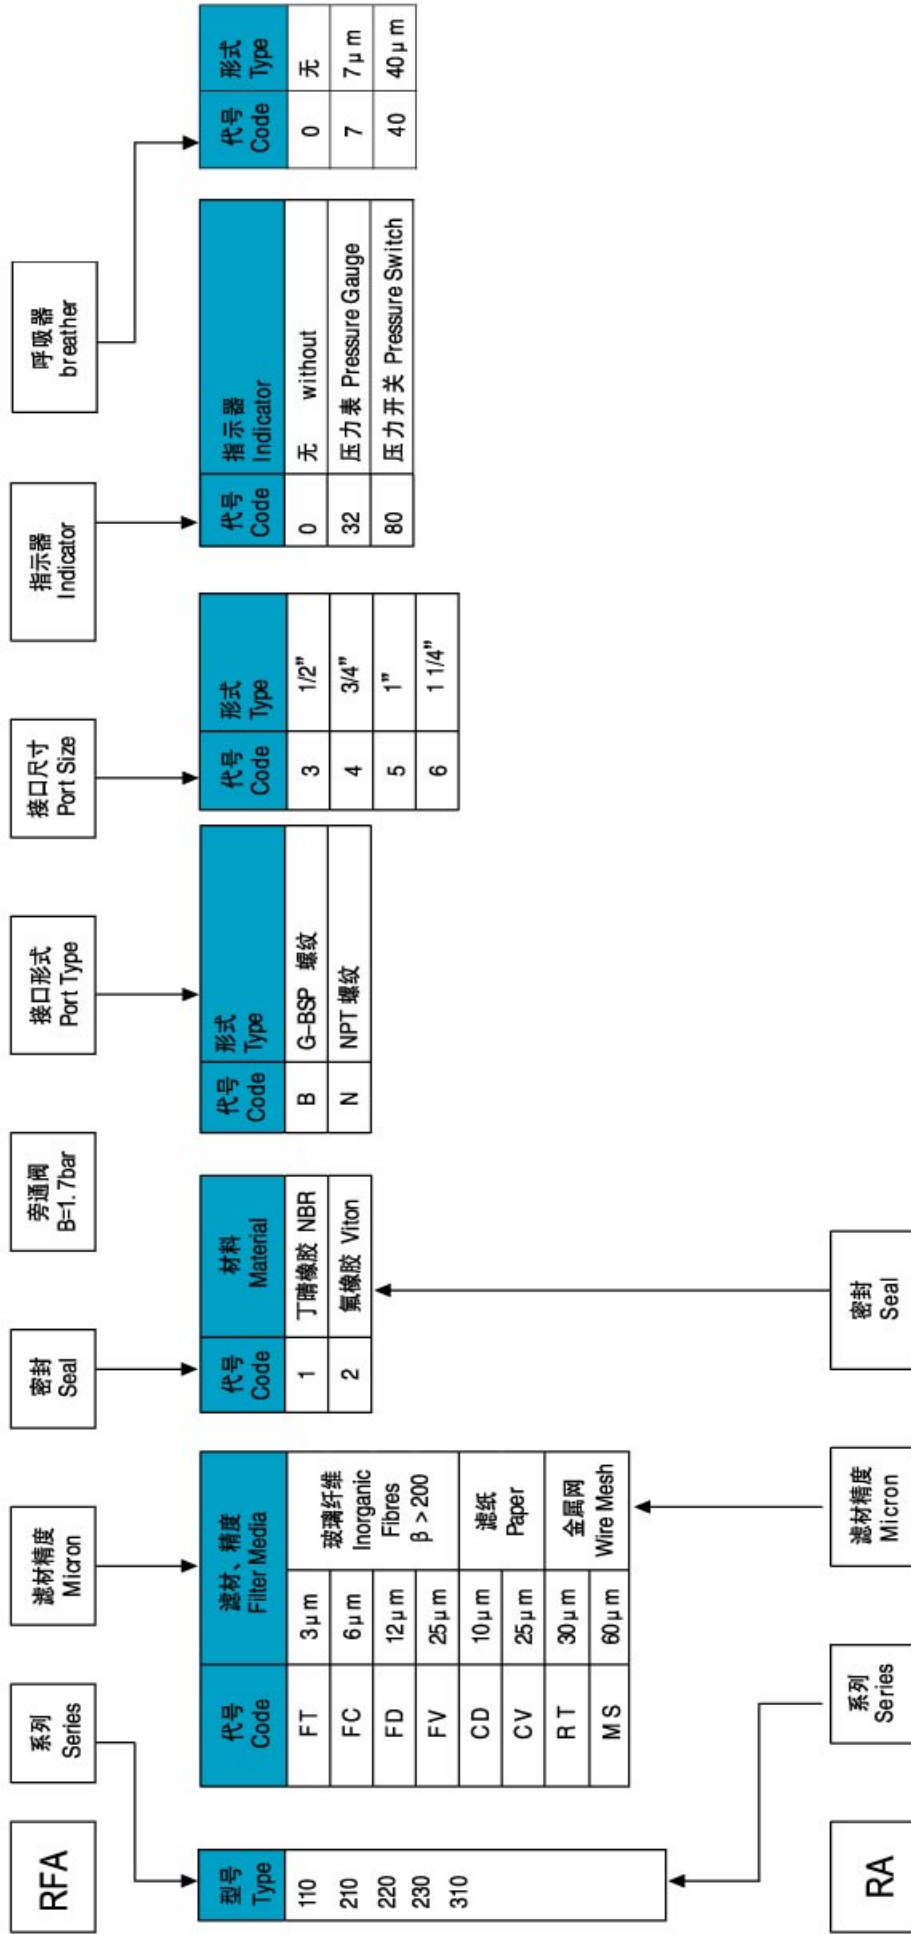 RFA
系列
Series
滤材精度
Micron
密封
Seal
旁通阀
B=1.7bar
接口形式
Port Type
接口尺寸
Port Size
指示器
Indicator
呼吸器
breather
型号
Type
110
210
220
230
310
代号
Code
滤材、精度
Filter Media
FT
3μm
FC
6μm
FD
12μm
FV
25μm
玻璃纤维
Inorganic
Fibres
β>200
CD
10μm
CV
25μm
滤纸
Paper
RT
30μm
MS
60μm
金属网
Wire Mesh
代号
Code
材料
Material
1
丁晴橡胶 NBR
2
氟橡胶 Viton
代号
Code
形式
Type
B
G-BSP 螺纹
N
NPT 螺纹
代号
Code
形式
Type
3
1/2”
4
3/4”
5
1”
6
1 1/4”
代号
Code
指示器
Indicator
0
无 without
32
压力表 Pressure Gauge
80
压力开关 Pressure Switch
代号
Code
形式
Type
0
无
7
7μm
40
40μm
RA
系列
Series
滤材精度
Micron
密封
Seal